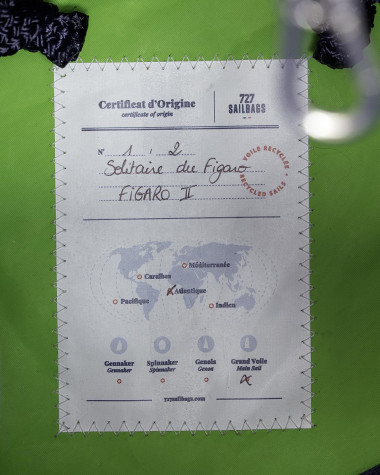 Certificat d'Origine
certificate of origin
727
SAILBAGS
N° 1 : 2
Solitaire du Figaro
FIGARO II
VOILE RECYCLÉE
RECYCLED SAILS
Méditerranée
Caraïbes
Atlantique
Pacifique
Indien
Gennaker
Gennaker
Spinnaker
Spinnaker
Genois
Genoa
Grand Voile
Main Sail
727sailbags.com